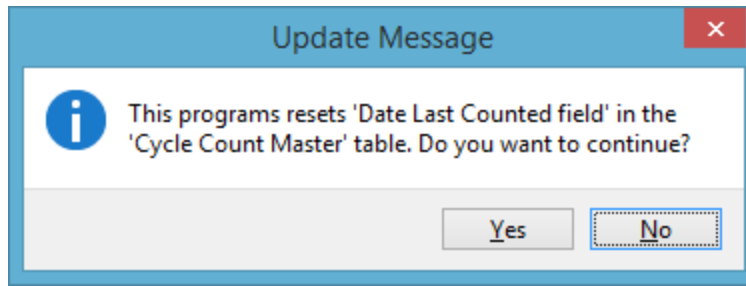 Update Message
This programs resets 'Date Last Counted field' in the
'Cycle Count Master' table. Do you want to continue?
Yes
No